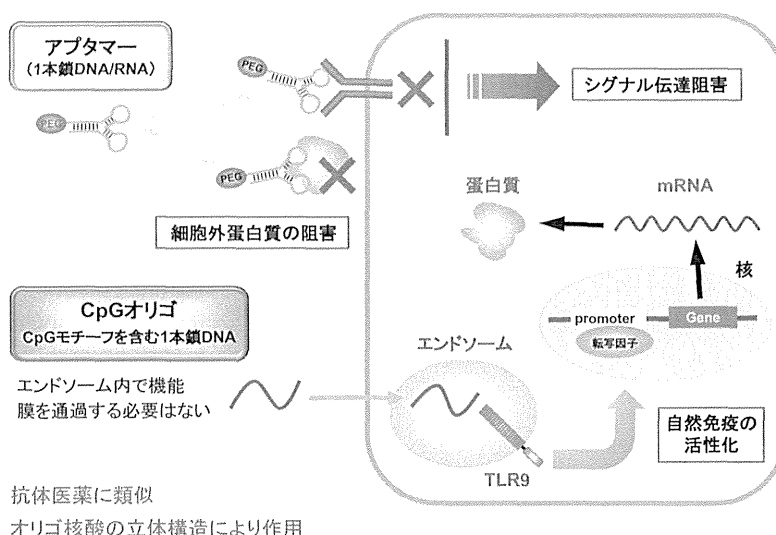 アプタマー
(1本鎖DNA/RNA)
PEG
PEG
シグナル伝達阻害
PEG
細胞外蛋白質の阻害
蛋白質
mRNA
核
CpGオリゴ
CpGモチーフを含む1本鎖DNA
promoter
Gene
転写因子
エンドソーム
エンドソーム内で機能
膜を通過する必要はない
自然免疫の
活性化
TLR9
抗体医薬に類似
オリゴ核酸の立体構造により作用